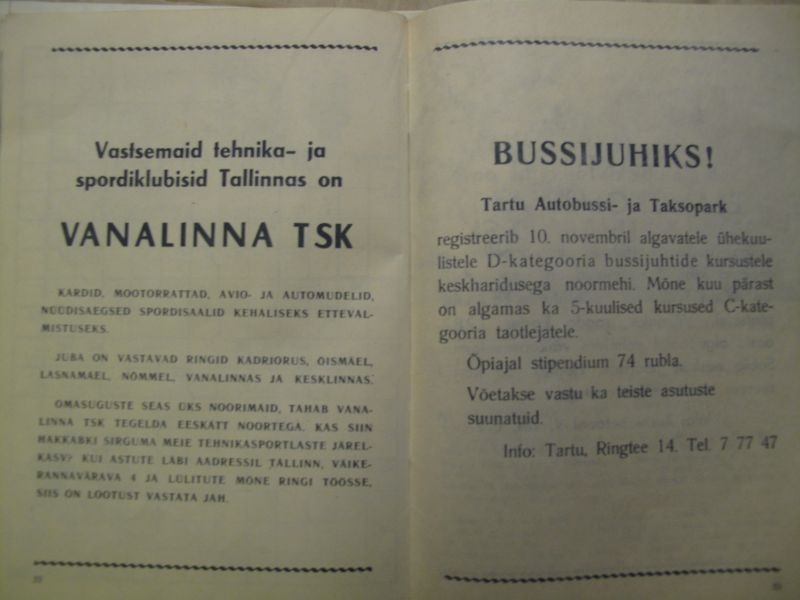 Vastsemaid tehnika- ja
spordiklubisid Tallinnas on
VANALINNA TSK
KARDID, MOOTORRATTAD, AVIO- JA AUTOMUDELID,
NÜÜDISAEGSED SPORDISAALID KEHALISEKS ETTEVAL-
MISTUSEKS.
JUBA ON VASTAVAD RINGID KADRIORUS, ÕISMÄEL,
LASNAMÄEL, NÕMMEL, VANALINNAS JA KESKLINNAS.
OMASUGUSTE SEAS ÜKS NOORIMAID, TAHAB VANA-
LINNA TSK TEGELDA EESKÄTT NOORTEGA. KAS SIIN
HAKKABKI SIRGUMA MEIE TEHNIKASPORTLASTE JÄREL-
KASV? KUI ASTUTE LÄBI AADRESSIL TALLINN, VÄIKE-
RANNAVÄRAVA 4 JA LÜLITUTE MÕNE RINGI TÖÖSSE,
SIIS ON LOOTUST VASTATA JAH.
BUSSIJUHIKS!
Tartu Autobussi- ja Taksopark
registreerib 10. novembril algavatele ühekuu-
listele D-kategooria bussijuhtide kursustele
keskharidusega noormehi. Mõne kuu pärast
on algamas ka 5-kuulised kursused C-kate-
gooria taotlejatele.
Õpiajal stipendium 74 rubla.
Võetakse vastu ka teiste asutuste
suunatuid.
Info: Tartu, Ringtee 14. Tel. 7 77 47